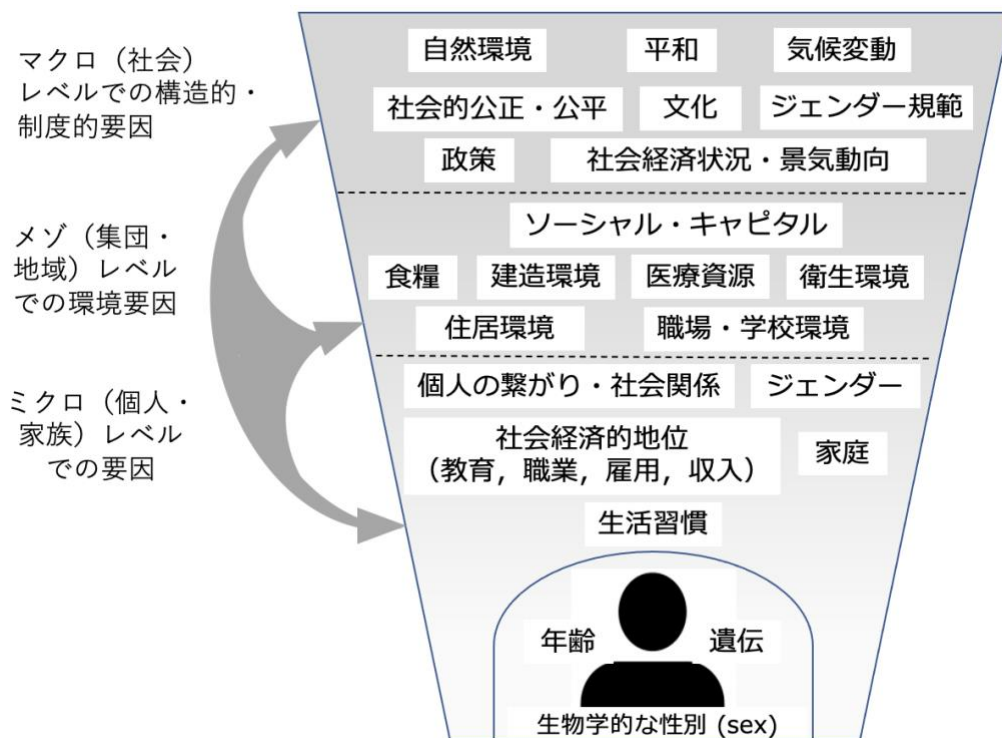 マクロ（社会）
レベルでの構造的・
制度的要因
メゾ（集団・
地域）レベル
での環境要因
ミクロ（個人・
家族）レベル
での要因
自然環境 平和 気候変動
社会的公正・公平 文化 ジェンダー規範
政策 社会経済状況・景気動向
ソーシャル・キャピタル
食糧 建造環境 医療資源 衛生環境
住居環境 職場・学校環境
個人の繋がり・社会関係 ジェンダー
社会経済的地位
（教育，職業，雇用，収入）
家庭
生活習慣
年齢 遺伝
生物学的な性別 (sex)